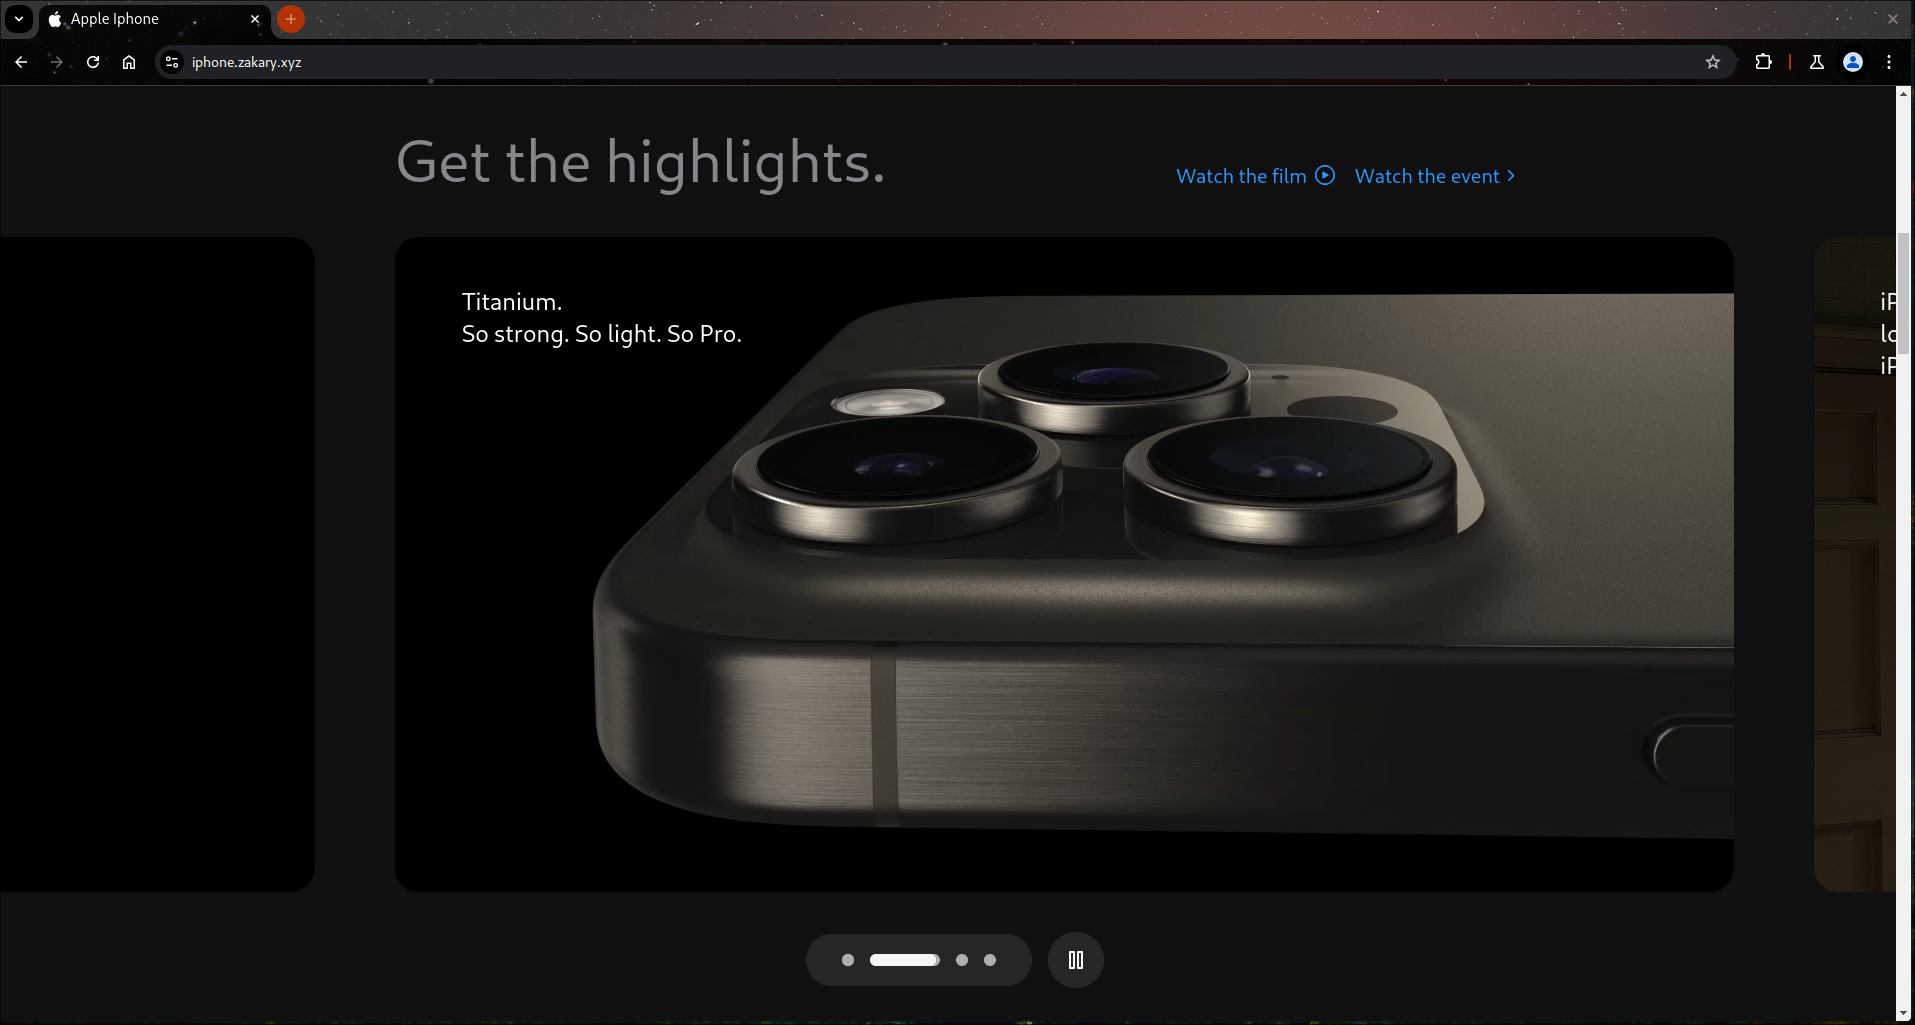 Apple Iphone
iphone.zakary.xyz
Get the highlights.
Watch the film
Watch the event
Titanium.
So strong. So light. So Pro.
iP
lo
iP